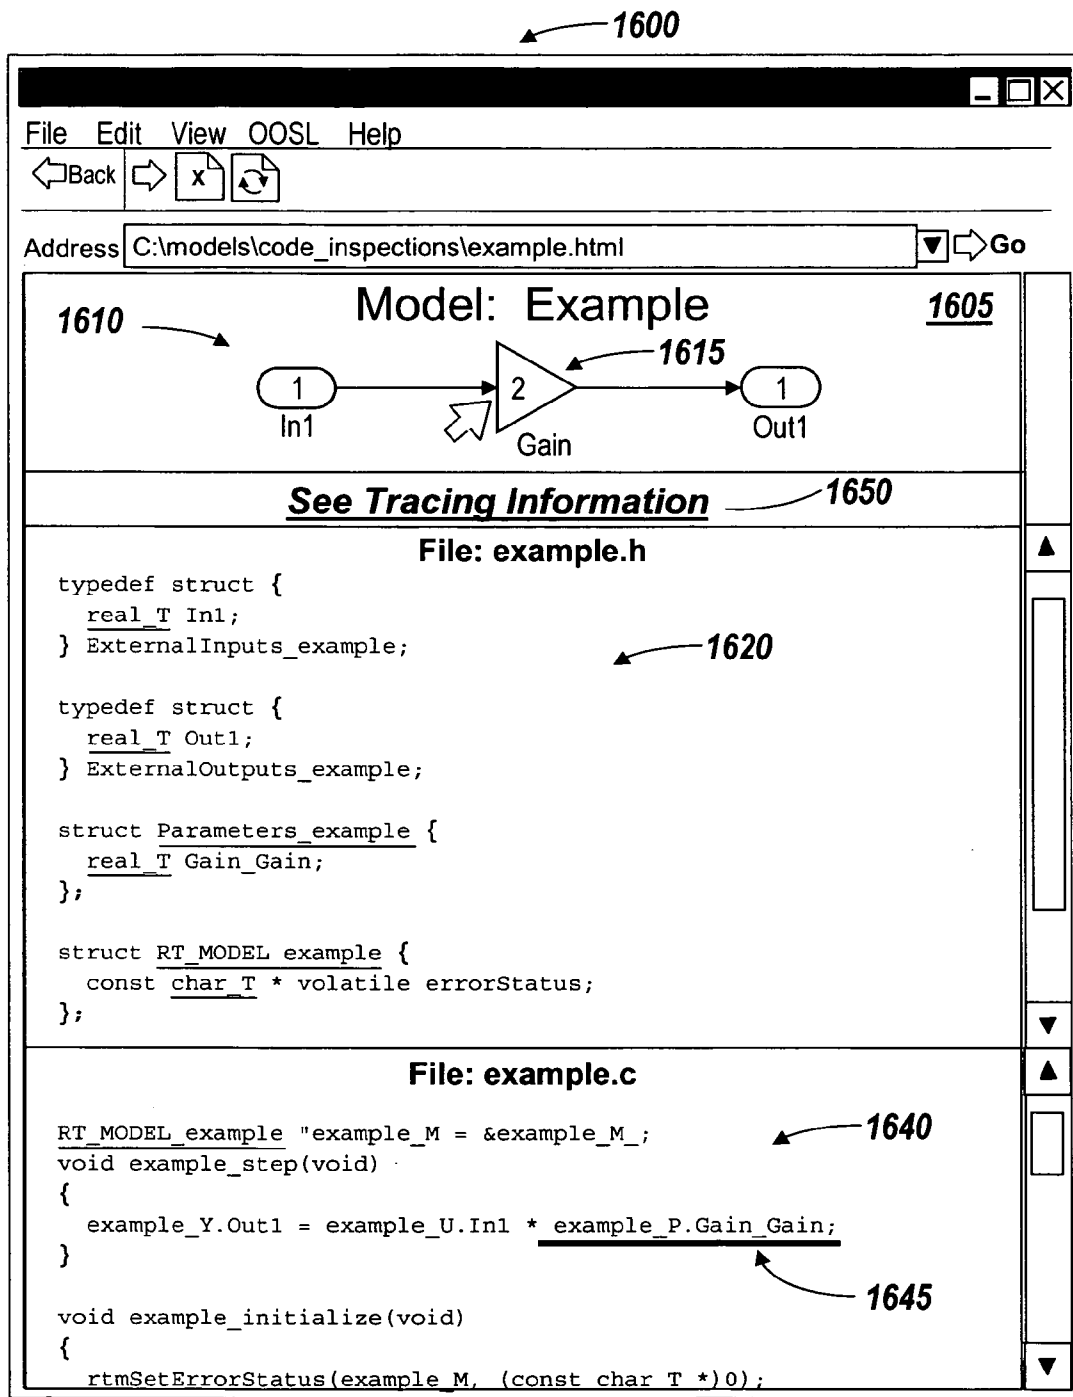 1600
File Edit View OOSL Help
Back x
Address C:\models\code_inspections\example.html Go
Model: Example 1605
1610
1615
1 2 1
In1 Gain Out1
See Tracing Information 1650
File: example.h
typedef struct {
real_T In1;
} ExternalInputs_example;
1620
typedef struct {
real_T Out1;
} ExternalOutputs_example;
struct Parameters_example {
real_T Gain_Gain;
};
struct RT_MODEL example {
const char_T * volatile errorStatus;
};
File: example.c
RT_MODEL_example "example_M = &example_M_; 1640
void example_step(void)
{
example_Y.Out1 = example_U.In1 * example_P.Gain_Gain;
}
1645
void example_initialize(void)
{
rtmSetErrorStatus(example_M, (const char T *)0);